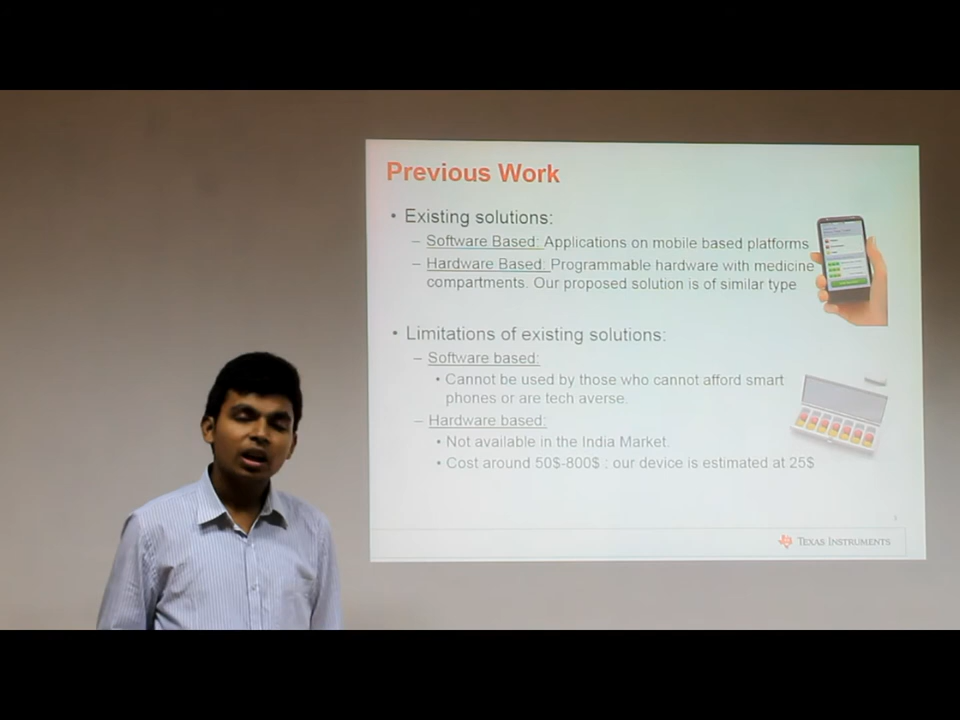 Previous Work
• Existing solutions:
– Software Based: Applications on mobile based platforms
– Hardware Based: Programmable hardware with medicine
compartments. Our proposed solution is of similar type
• Limitations of existing solutions:
– Software based:
• Cannot be used by those who cannot afford smart
phones or are tech averse.
– Hardware based:
• Not available in the India Market.
• Cost around 50$-800$ : our device is estimated at 25$
TEXAS INSTRUMENTS